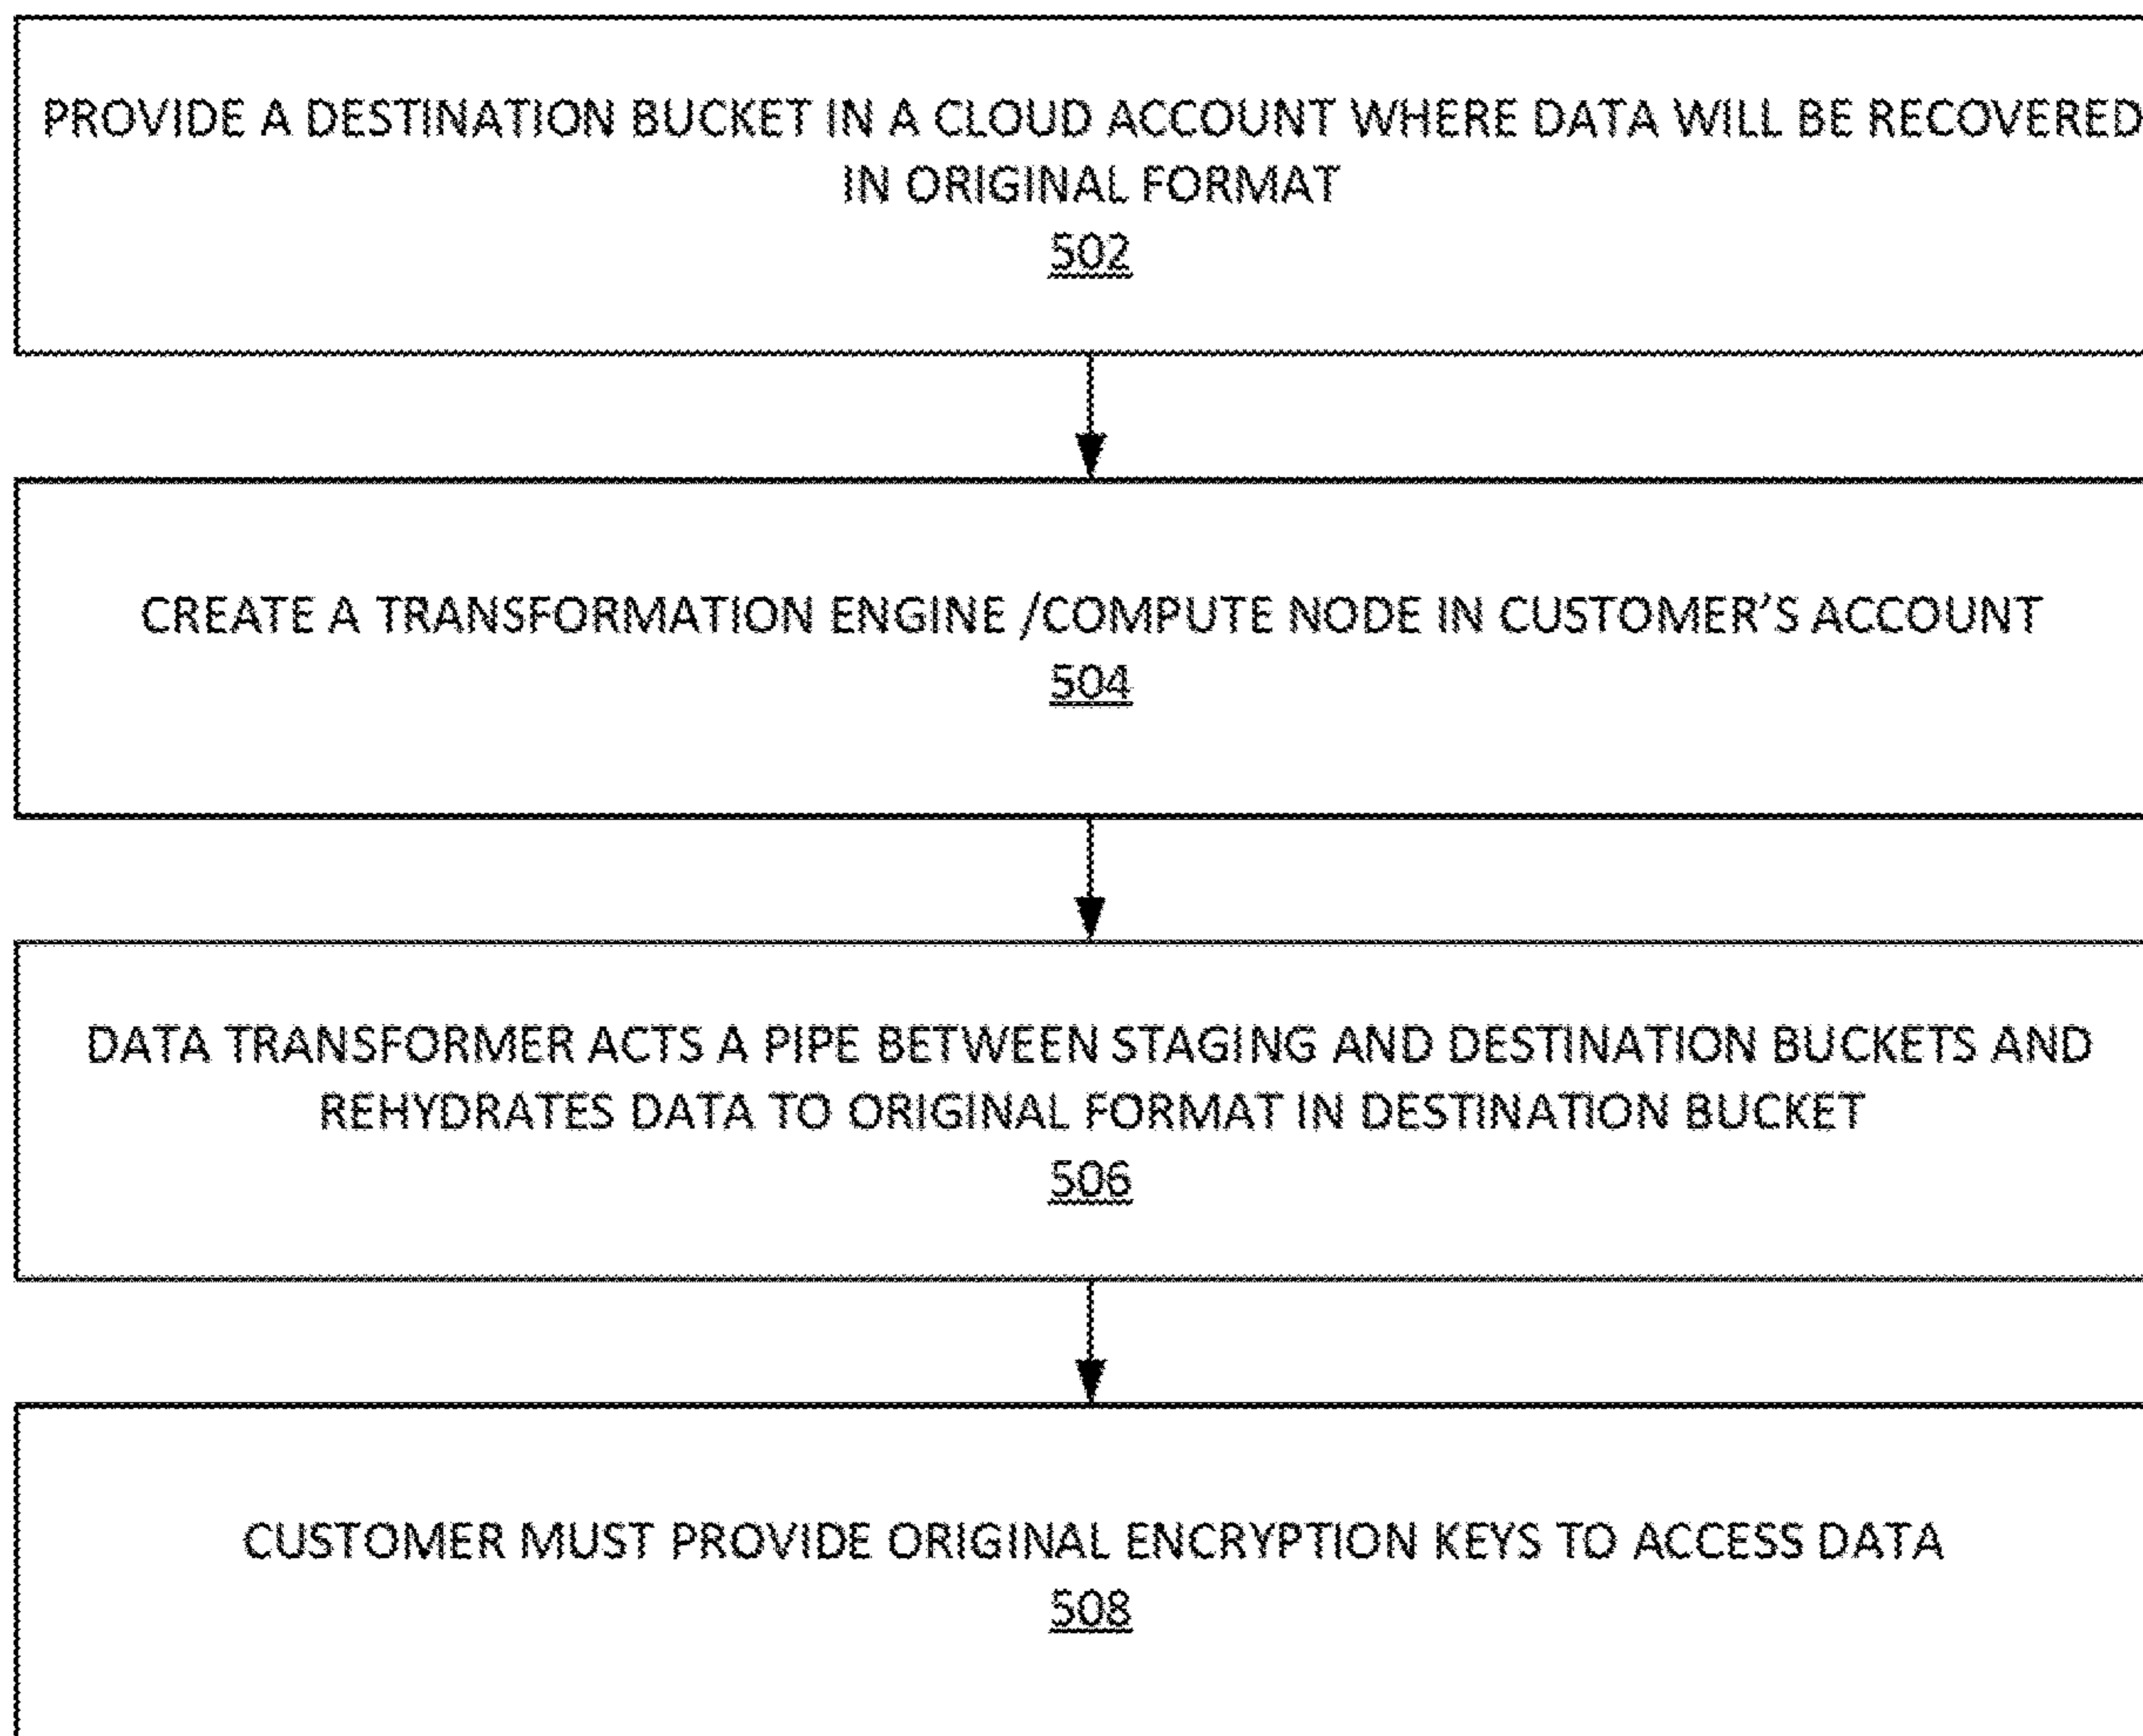 PROVIDE A DESTINATION BUCKET IN A CLOUD ACCOUNT WHERE DATA WILL BE RECOVERED
IN ORIGINAL FORMAT
502
CREATE A TRANSFORMATION ENGINE /COMPUTE NODE IN CUSTOMER'S ACCOUNT
504
DATA TRANSFORMER ACTS A PIPE BETWEEN STAGING AND DESTINATION BUCKETS AND
REHYDRATES DATA TO ORIGINAL FORMAT IN DESTINATION BUCKET
506
CUSTOMER MUST PROVIDE ORIGINAL ENCRYPTION KEYS TO ACCESS DATA
508